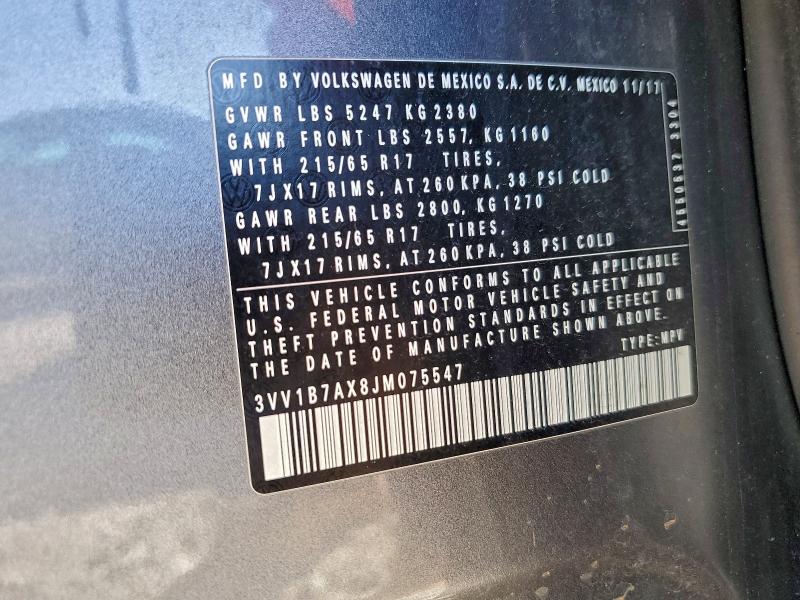 MFD BY VOLKSWAGEN DE MEXICO S.A. DE C.V. MEXICO 11/17
GVWR LBS 5247 KG 2380
GAWR FRONT LBS 2557, KG 1160
WITH 215/65 R17 TIRES,
7JX17 RIMS, AT 260 KPA, 38 PSI COLD
GAWR REAR LBS 2800, KG 1270
WITH 215/65 R17 TIRES,
7JX17 RIMS, AT 260 KPA, 38 PSI COLD
THIS VEHICLE CONFORMS TO ALL APPLICABLE
U.S. FEDERAL MOTOR VEHICLE SAFETY AND
THEFT PREVENTION STANDARDS IN EFFECT ON
THE DATE OF MANUFACTURE SHOWN ABOVE.
TYPE:MPV
3VV1B7AX8JM075547
3304